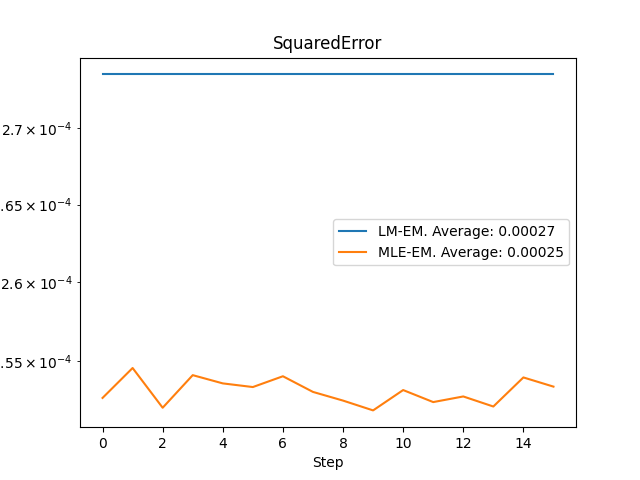 SquaredError
2.7 × 10⁻⁴
.65 × 10⁻⁴
2.6 × 10⁻⁴
.55 × 10⁻⁴
LM-EM. Average: 0.00027
MLE-EM. Average: 0.00025
0 2 4 6 8 10 12 14
Step